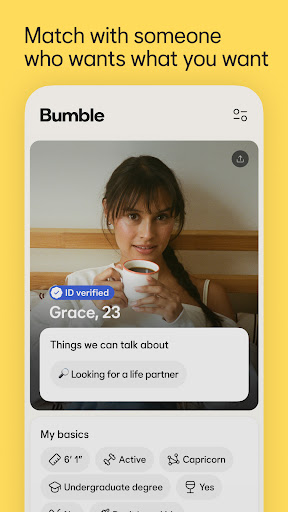 Match with someone
who wants what you want
Bumble
ID verified
Grace, 23
Things we can talk about
Looking for a life partner
My basics
6' 1"
Active
Capricorn
Undergraduate degree
Yes